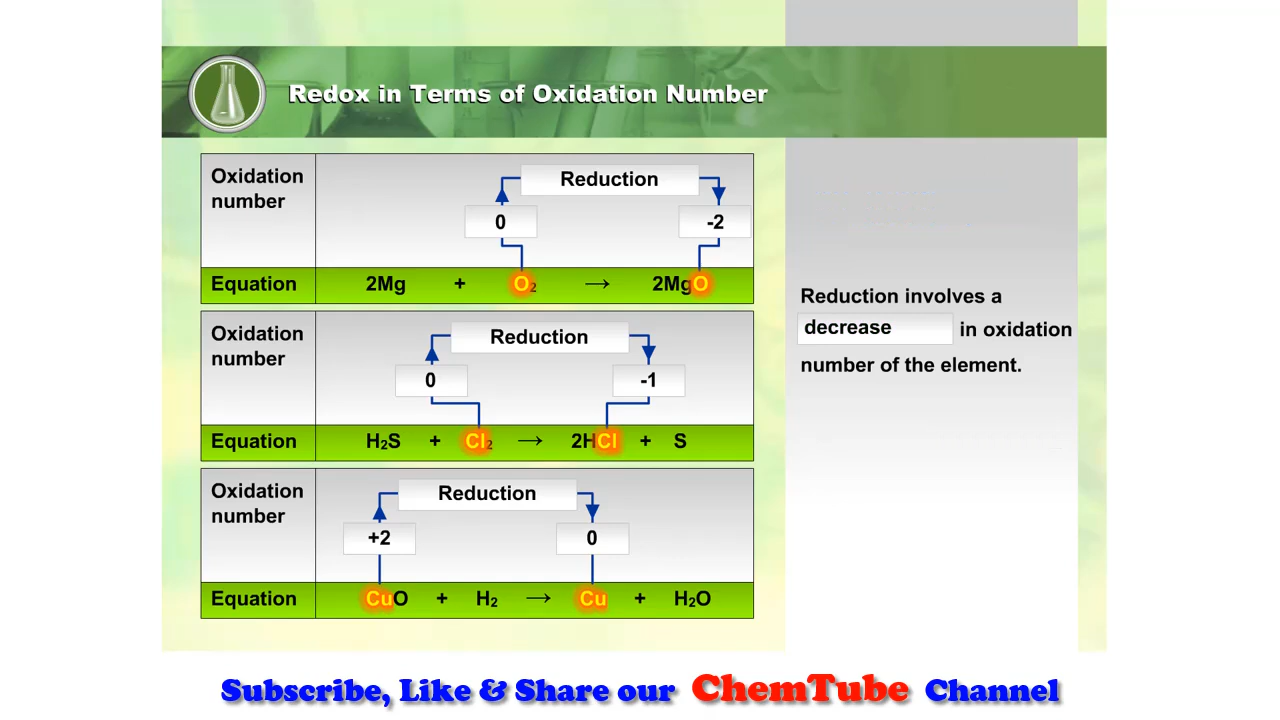 Redox in Terms of Oxidation Number
Oxidation
number
Reduction
0
-2
Equation
2Mg + O₂ → 2MgO
Oxidation
number
Reduction
0
-1
Equation
H₂S + Cl₂ → 2HCl + S
Oxidation
number
Reduction
+2
0
Equation
CuO + H₂ → Cu + H₂O
Reduction involves a
decrease in oxidation
number of the element.
Subscribe, Like & Share our ChemTube Channel